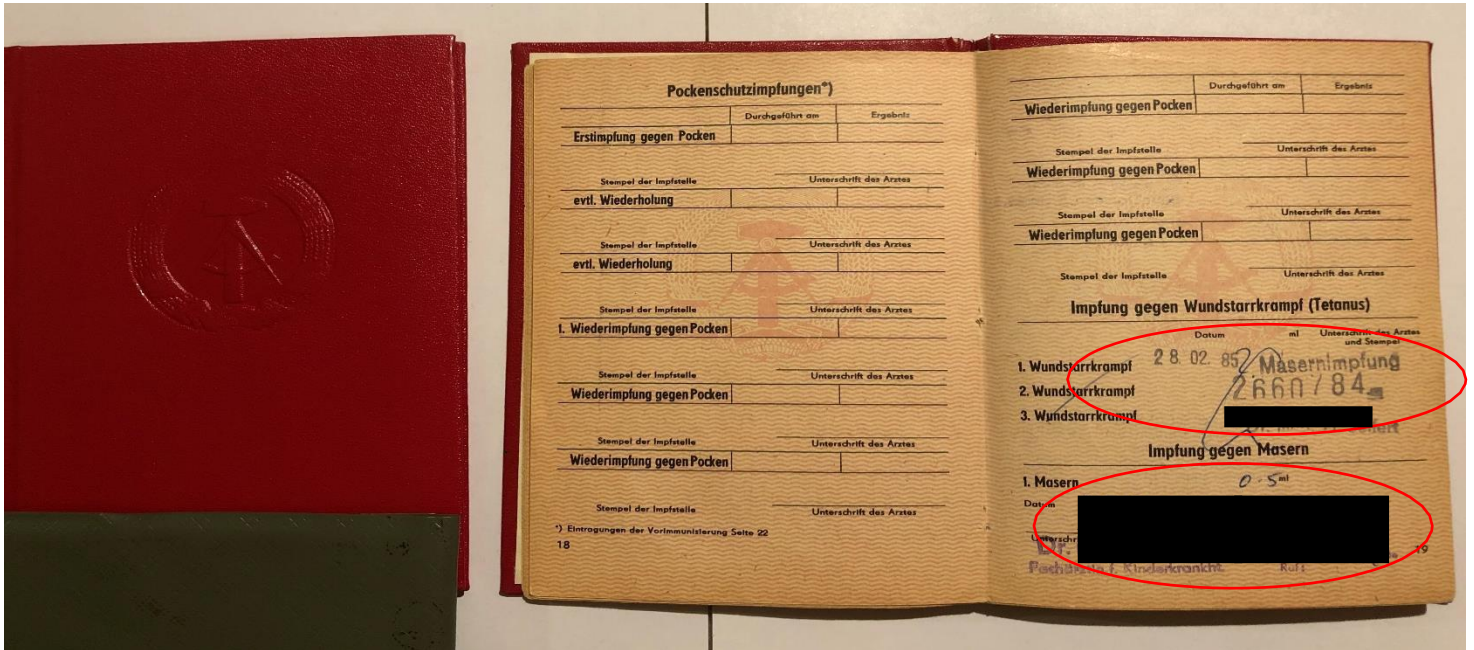 Pockenschutzimpfungen*)
Durchgeführt am Ergebnis
Erstimpfung gegen Pocken
Stempel der Impfstelle Unterschrift des Arztes
evtl. Wiederholung
Stempel der Impfstelle Unterschrift des Arztes
evtl. Wiederholung
Stempel der Impfstelle Unterschrift des Arztes
1. Wiederimpfung gegen Pocken
Stempel der Impfstelle Unterschrift des Arztes
Wiederimpfung gegen Pocken
Stempel der Impfstelle Unterschrift des Arztes
Wiederimpfung gegen Pocken
Stempel der Impfstelle Unterschrift des Arztes
*) Eintragungen der Vorimmunisierung Seite 22
18
Durchgeführt am Ergebnis
Wiederimpfung gegen Pocken
Stempel der Impfstelle Unterschrift des Arztes
Wiederimpfung gegen Pocken
Stempel der Impfstelle Unterschrift des Arztes
Wiederimpfung gegen Pocken
Stempel der Impfstelle Unterschrift des Arztes
Impfung gegen Wundstarrkrampf (Tetanus)
Datum ml Unterschrift des Arztes
und Stempel
1. Wundstarrkrampf 28. 02. 85 Masernimpfung
2. Wundstarrkrampf 2660784
3. Wundstarrkrampf
Impfung gegen Masern
1. Masern 0.5 ml
Datum
19
Dr.
Fachärztin f. Kinderkrankht. Ruf: